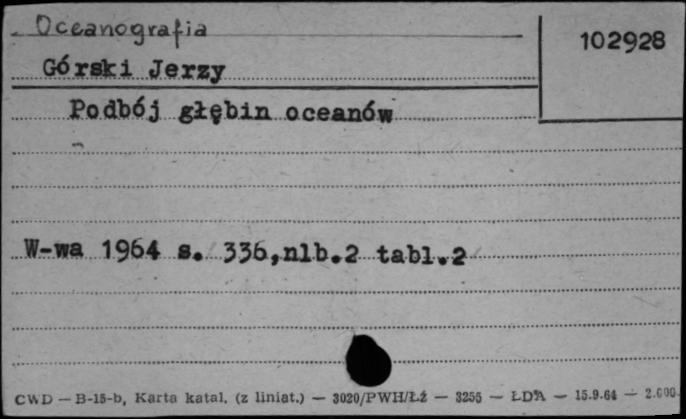 Oceanografia
102928
Górski Jerzy
Podbój głębin oceanów
W-wa 1964 s. 336,nlb.2 tabl.2
CWD — B-15-b, Karta katal. (z liniat.) — 3020/PWH/ŁŻ — 3255 — ŁDA — 15.9.64 — 2.000.